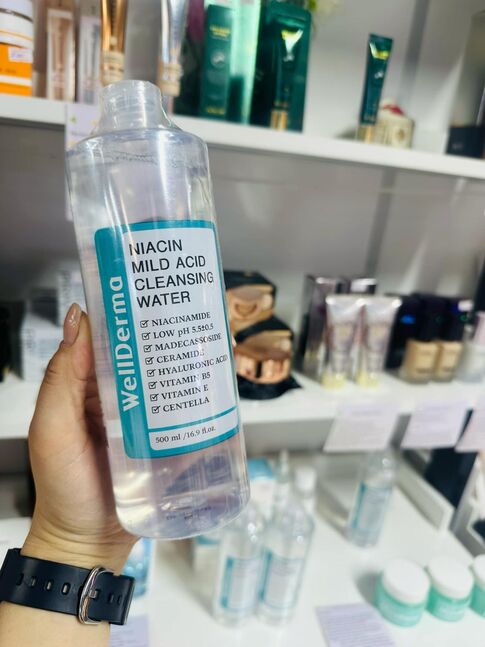 WellDerma
NIACIN
MILD ACID
CLEANSING
WATER
☑ NIACINAMIDE
☑ LOW pH 5.5±0.5
☑ MADECASSOSIDE
☑ CERAMIDE
☑ HYALURONIC ACID
☑ VITAMIN B5
☑ VITAMIN E
☑ CENTELLA
500 ml /16.9 fl.oz.